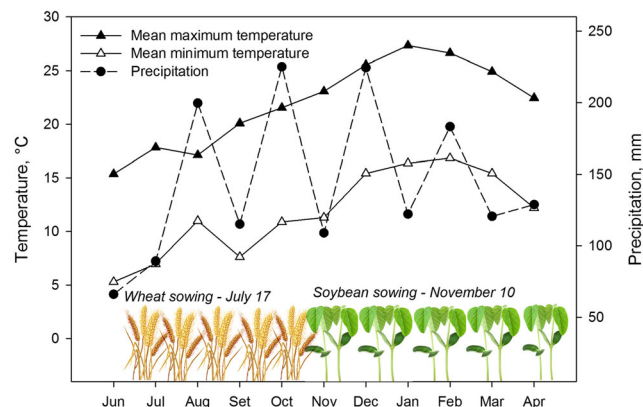 30
25
20
15
10
5
0
Temperature, °C
Mean maximum temperature
Mean minimum temperature
Precipitation
250
200
150
100
50
Precipitation, mm
Wheat sowing - July 17
Soybean sowing - November 10
Jun Jul Aug Set Oct Nov Dec Jan Feb Mar Apr